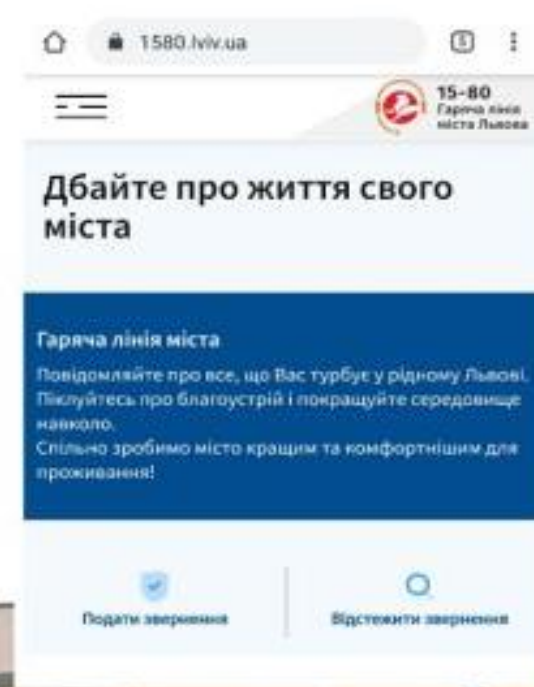 1580.lviv.ua
5
15-80
Гаряча лінія
міста Львова
Дбайте про життя свого
міста
Гаряча лінія міста
Повідомляйте про все, що Вас турбує у рідному Львові.
Піклуйтесь про благоустрій і покращуйте середовище
навколо.
Спільно зробимо місто кращим та комфортнішим для
проживання!
Подати звернення
Відстежити звернення